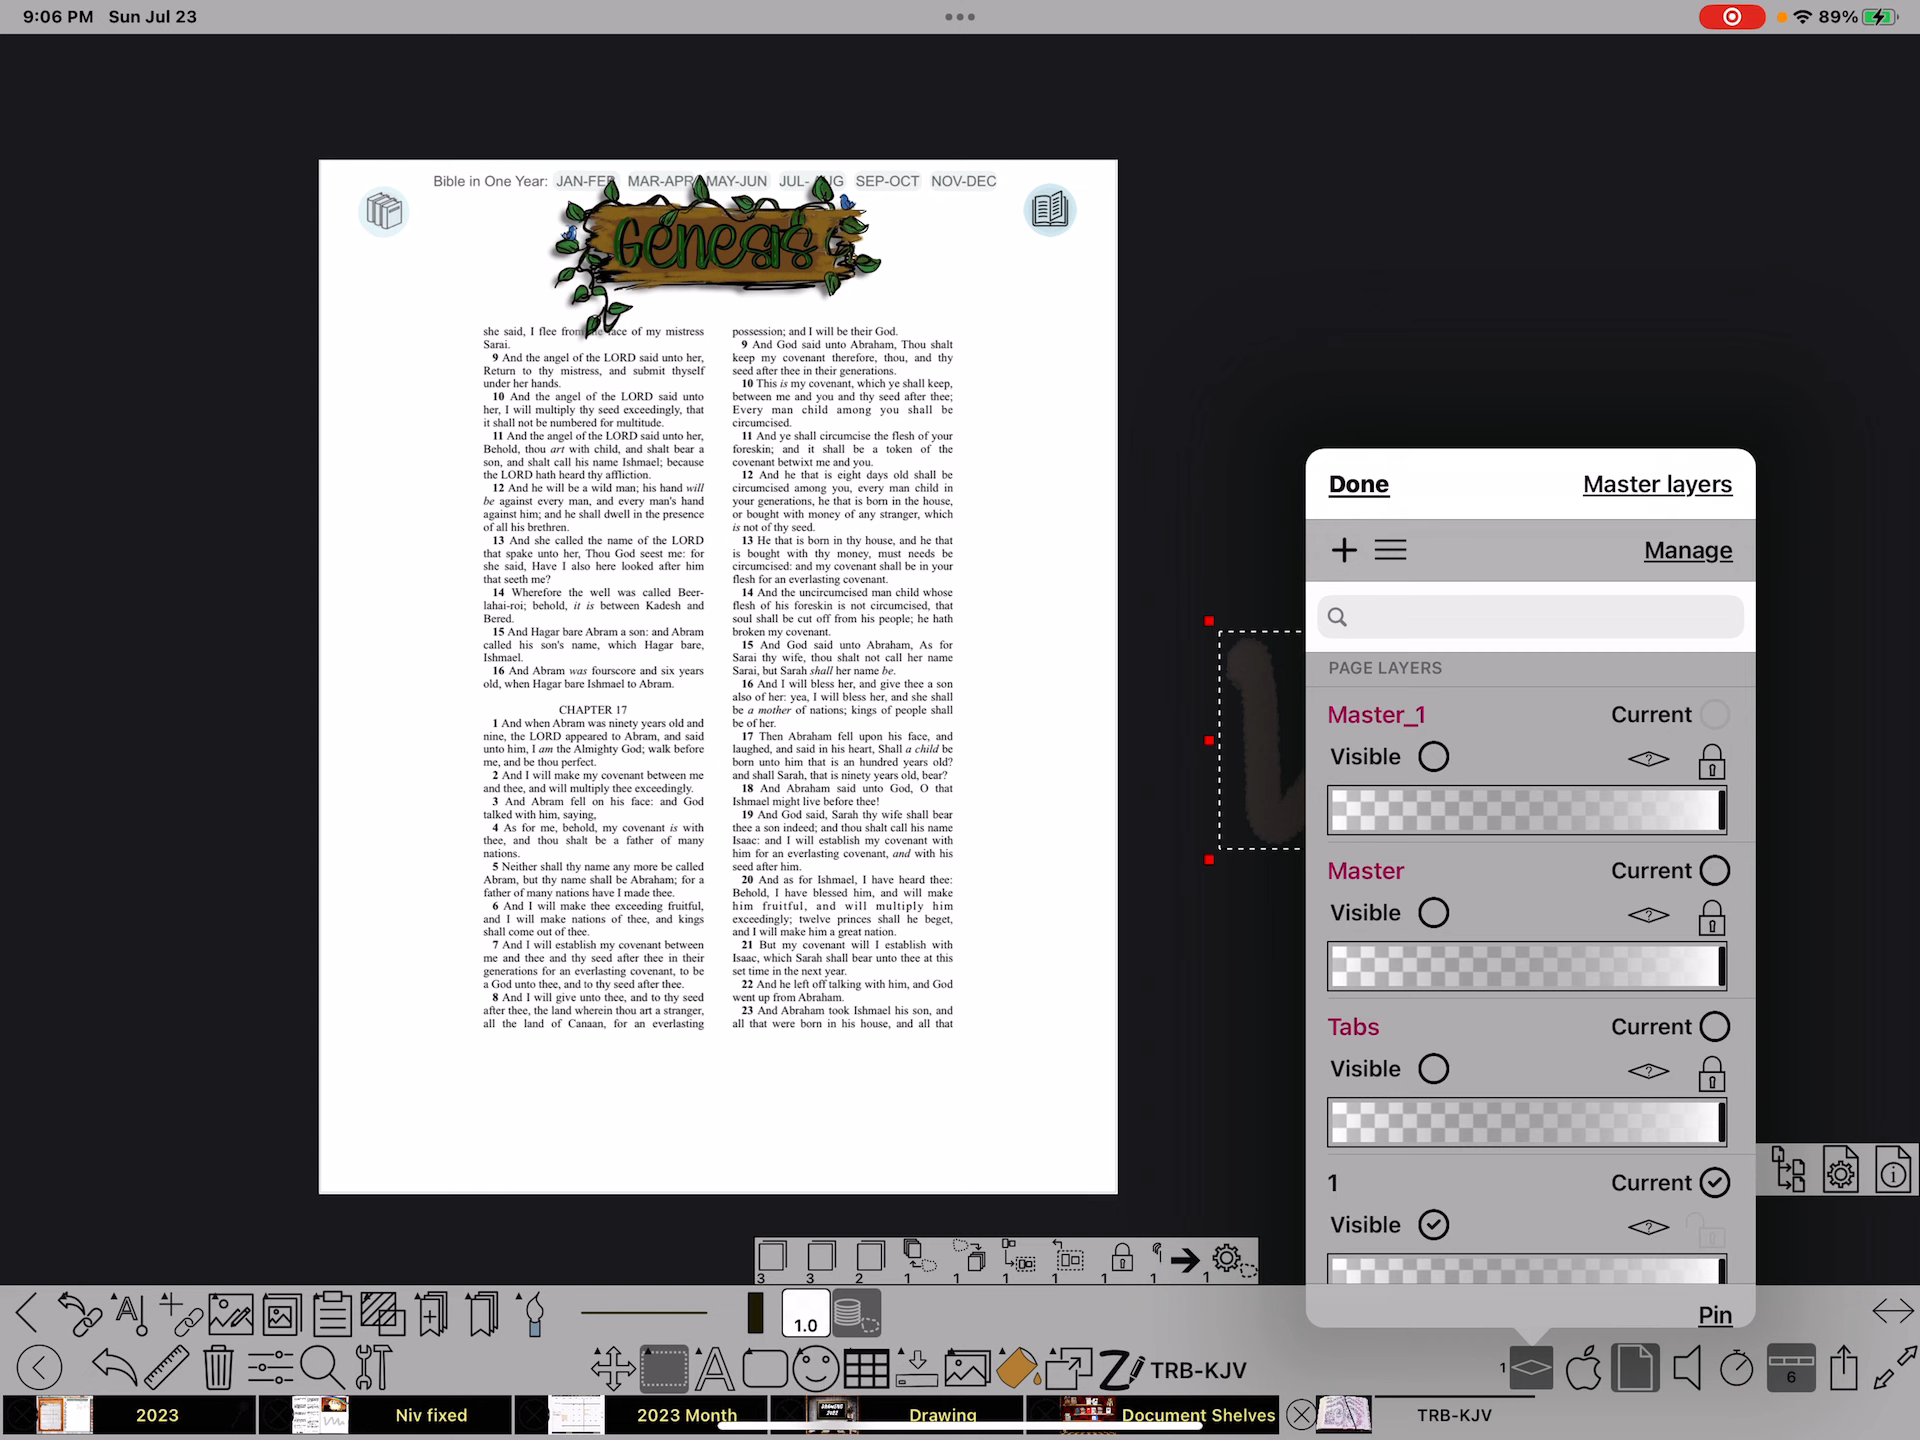 9:06 PM Sun Jul 23
89%
Bible in One Year: JAN-FEB MAR-APR MAY-JUN JUL- UG SEP-OCT NOV-DEC
Genesis
she said, I flee from the face of my mistress
Sarai.
9 And the angel of the LORD said unto her,
Return to thy mistress, and submit thyself
under her hands.
10 And the angel of the LORD said unto
her, I will multiply thy seed exceedingly, that
it shall not be numbered for multitude.
11 And the angel of the LORD said unto her,
Behold, thou art with child, and shalt bear a
son, and shalt call his name Ishmael; because
the LORD hath heard thy affliction.
12 And he will be a wild man; his hand will
be against every man, and every man's hand
against him; and he shall dwell in the presence
of all his brethren.
13 And she called the name of the LORD
that spake unto her, Thou God seest me: for
she said, Have I also here looked after him
that seeth me?
14 Wherefore the well was called Beer-
lahai-roi; behold, it is between Kadesh and
Bered.
15 And Hagar bare Abram a son: and Abram
called his son's name, which Hagar bare,
Ishmael.
16 And Abram was fourscore and six years
old, when Hagar bare Ishmael to Abram.
CHAPTER 17
1 And when Abram was ninety years old and
nine, the LORD appeared to Abram, and said
unto him, I am the Almighty God; walk before
me, and be thou perfect.
2 And I will make my covenant between me
and thee, and will multiply thee exceedingly.
3 And Abram fell on his face: and God
talked with him, saying,
4 As for me, behold, my covenant is with
thee, and thou shalt be a father of many
nations.
5 Neither shall thy name any more be called
Abram, but thy name shall be Abraham; for a
father of many nations have I made thee.
6 And I will make thee exceeding fruitful,
and I will make nations of thee, and kings
shall come out of thee.
7 And I will establish my covenant between
me and thee and thy seed after thee in their
generations for an everlasting covenant, to be
a God unto thee, and to thy seed after thee.
8 And I will give unto thee, and to thy seed
after thee, the land wherein thou art a stranger,
all the land of Canaan, for an everlasting
possession; and I will be their God.
9 And God said unto Abraham, Thou shalt
keep my covenant therefore, thou, and thy
seed after thee in their generations.
10 This is my covenant, which ye shall keep,
between me and you and thy seed after thee;
Every man child among you shall be
circumcised.
11 And ye shall circumcise the flesh of your
foreskin; and it shall be a token of the
covenant betwixt me and you.
12 And he that is eight days old shall be
circumcised among you, every man child in
your generations, he that is born in the house,
or bought with money of any stranger, which
is not of thy seed.
13 He that is born in thy house, and he that
is bought with thy money, must needs be
circumcised: and my covenant shall be in your
flesh for an everlasting covenant.
14 And the uncircumcised man child whose
flesh of his foreskin is not circumcised, that
soul shall be cut off from his people; he hath
broken my covenant.
15 And God said unto Abraham, As for
Sarai thy wife, thou shalt not call her name
Sarai, but Sarah shall her name be.
16 And I will bless her, and give thee a son
also of her: yea, I will bless her, and she shall
be a mother of nations; kings of people shall
be of her.
17 Then Abraham fell upon his face, and
laughed, and said in his heart, Shall a child be
born unto him that is an hundred years old?
and shall Sarah, that is ninety years old, bear?
18 And Abraham said unto God, O that
Ishmael might live before thee!
19 And God said, Sarah thy wife shall bear
thee a son indeed; and thou shalt call his name
Isaac: and I will establish my covenant with
him for an everlasting covenant, and with his
seed after him.
20 And as for Ishmael, I have heard thee:
Behold, I have blessed him, and will make
him fruitful, and will multiply him
exceedingly; twelve princes shall he beget,
and I will make him a great nation.
21 But my covenant will I establish with
Isaac, which Sarah shall bear unto thee at this
set time in the next year.
22 And he left off talking with him, and God
went up from Abraham.
23 And Abraham took Ishmael his son, and
all that were born in his house, and all that
Done Master layers
Manage
PAGE LAYERS
Master_1 Current
Visible
Master Current
Visible
Tabs Current
Visible
1 Current
Visible
Pin
3 3 2 1 1 1 1 1 1 1
1.0
TRB-KJV
1
6
2023
Niv fixed
2023 Month
Drawing
Document Shelves
TRB-KJV